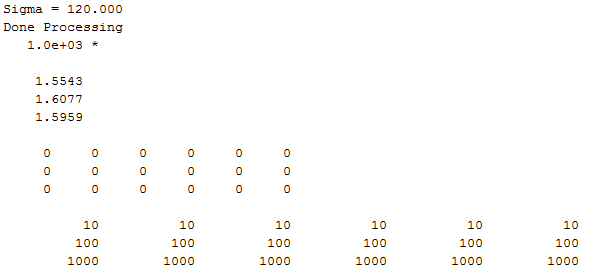 Sigma = 120.000
Done Processing
1.0e+03 *
1.5543
1.6077
1.5959
0 0 0 0 0 0
0 0 0 0 0 0
0 0 0 0 0 0
10 10 10 10 10 10
100 100 100 100 100 100
1000 1000 1000 1000 1000 1000